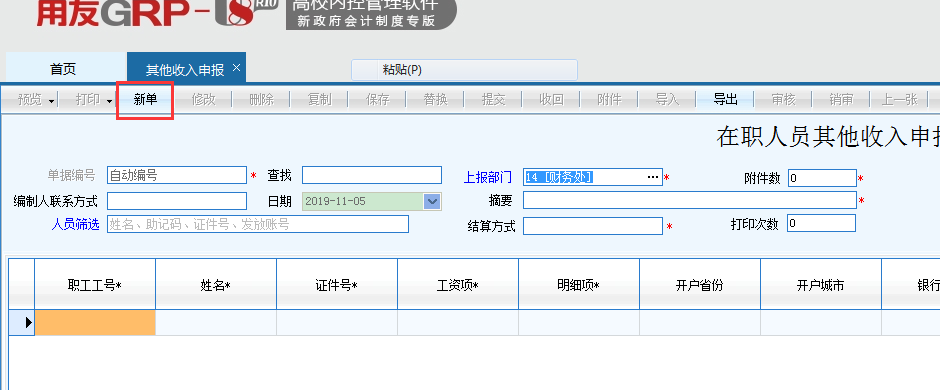 用友GRP-U8R10 高校内控管理软件
新政府会计制度专版
首页 其他收入申报 × 粘贴(P)
预览 打印 新单 修改 删除 复制 保存 替换 提交 收回 附件 导入 导出 审核 销审 上一张
在职人员其他收入申报
单据编号 自动编号 * 查找 上报部门 14 [财务处] ... * 附件数 0 *
编制人联系方式 日期 2019-11-05 摘要 *
人员筛选 姓名、助记码、证件号、发放账号 结算方式 * 打印次数 0
职工工号* 姓名* 证件号* 工资项* 明细项* 开户省份 开户城市 银行